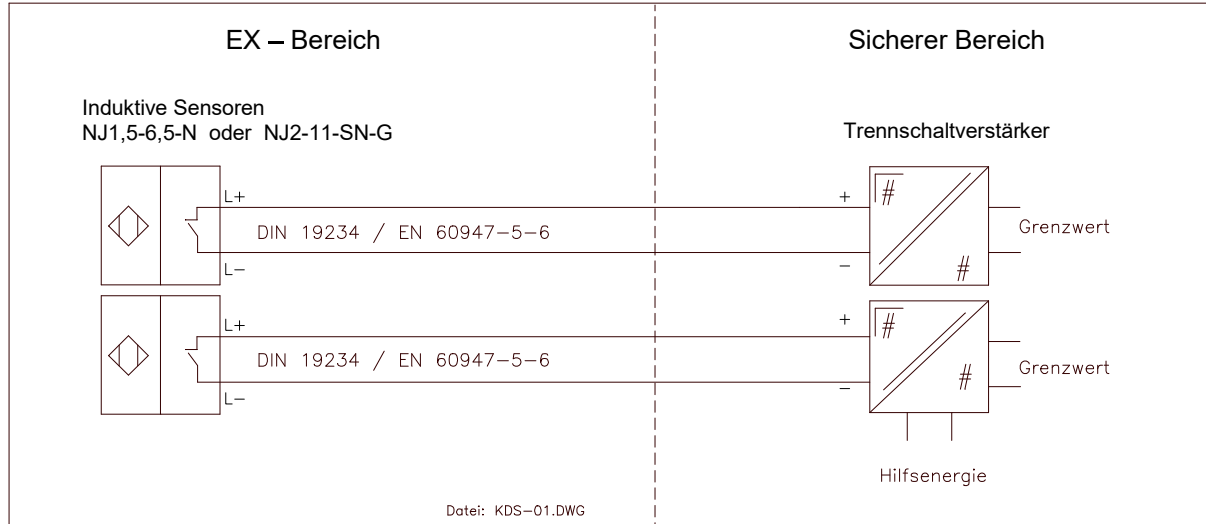 EX – Bereich
Sicherer Bereich
Induktive Sensoren
NJ1,5-6,5-N oder NJ2-11-SN-G
Trennschaltverstärker
L+
+
#
DIN 19234 / EN 60947-5-6
Grenzwert
L-
-
#
L+
+
#
DIN 19234 / EN 60947-5-6
Grenzwert
L-
-
#
Hilfsenergie
Datei: KDS-01.DWG